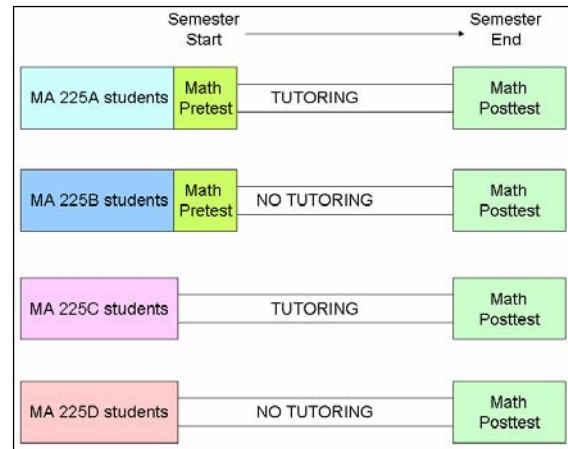 Semester
Start
Semester
End
MA 225A students
Math
Pretest
TUTORING
Math
Posttest
MA 225B students
Math
Pretest
NO TUTORING
Math
Posttest
MA 225C students
TUTORING
Math
Posttest
MA 225D students
NO TUTORING
Math
Posttest